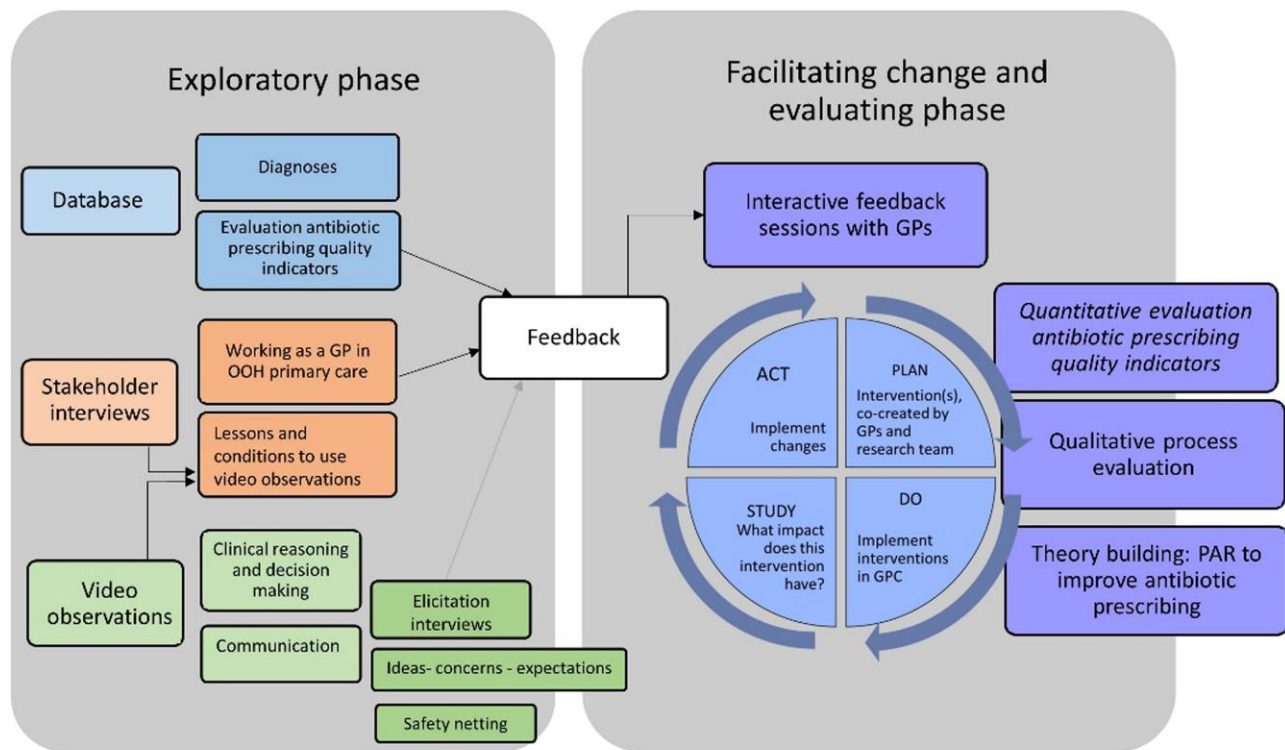 Exploratory phase
Database
Diagnoses
Evaluation antibiotic
prescribing quality
indicators
Stakeholder
interviews
Working as a GP in
OOH primary care
Lessons and
conditions to use
video observations
Video
observations
Clinical reasoning
and decision
making
Communication
Elicitation
interviews
Ideas- concerns - expectations
Safety netting
Feedback
Facilitating change and
evaluating phase
Interactive feedback
sessions with GPs
ACT
Implement
changes
PLAN
Intervention(s),
co-created by
GPs and
research team
STUDY
What impact
does this
intervention
have?
DO
Implement
interventions
in GPC
Quantitative evaluation
antibiotic prescribing
quality indicators
Qualitative process
evaluation
Theory building: PAR to
improve antibiotic
prescribing